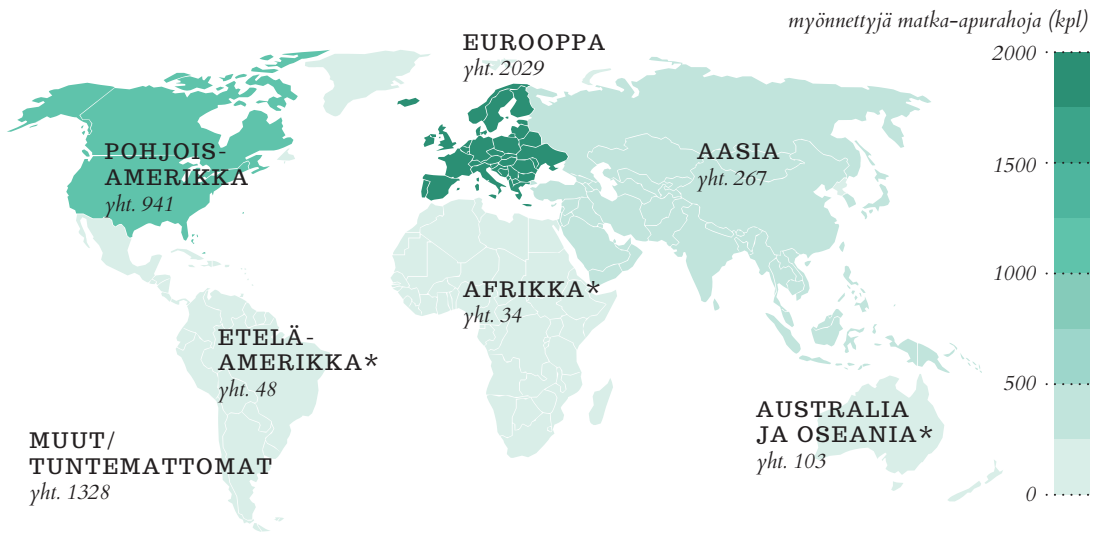 myönnettyjä matka-apurahoja (kpl)
EUROOPPA
yht. 2029
2000
POHJOIS-
AMERIKKA
yht. 941
AASIA
yht. 267
1500
AFRIKKA*
yht. 34
1000
ETELÄ-
AMERIKKA*
yht. 48
500
AUSTRALIA
JA OSEANIA*
yht. 103
MUUT/
TUNTEMATTOMAT
yht. 1328
0